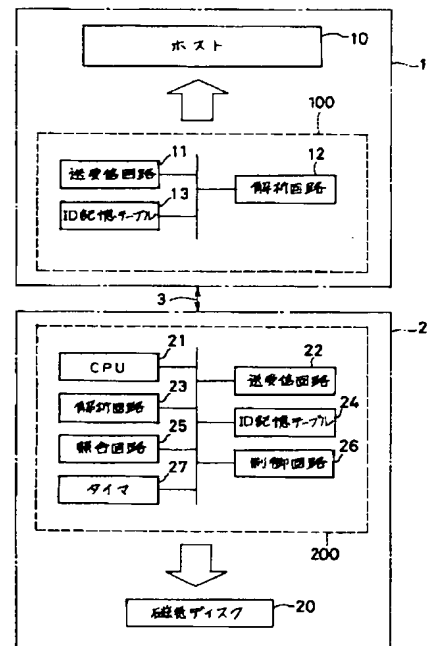 10
ホスト
1
100
11
12
送受信回路
解析回路
13
ID記憶テーブル
3
2
21
22
CPU
送受信回路
23
24
解析回路
ID記憶テーブル
25
26
照合回路
制御回路
27
タイマ
200
磁気ディスク
20